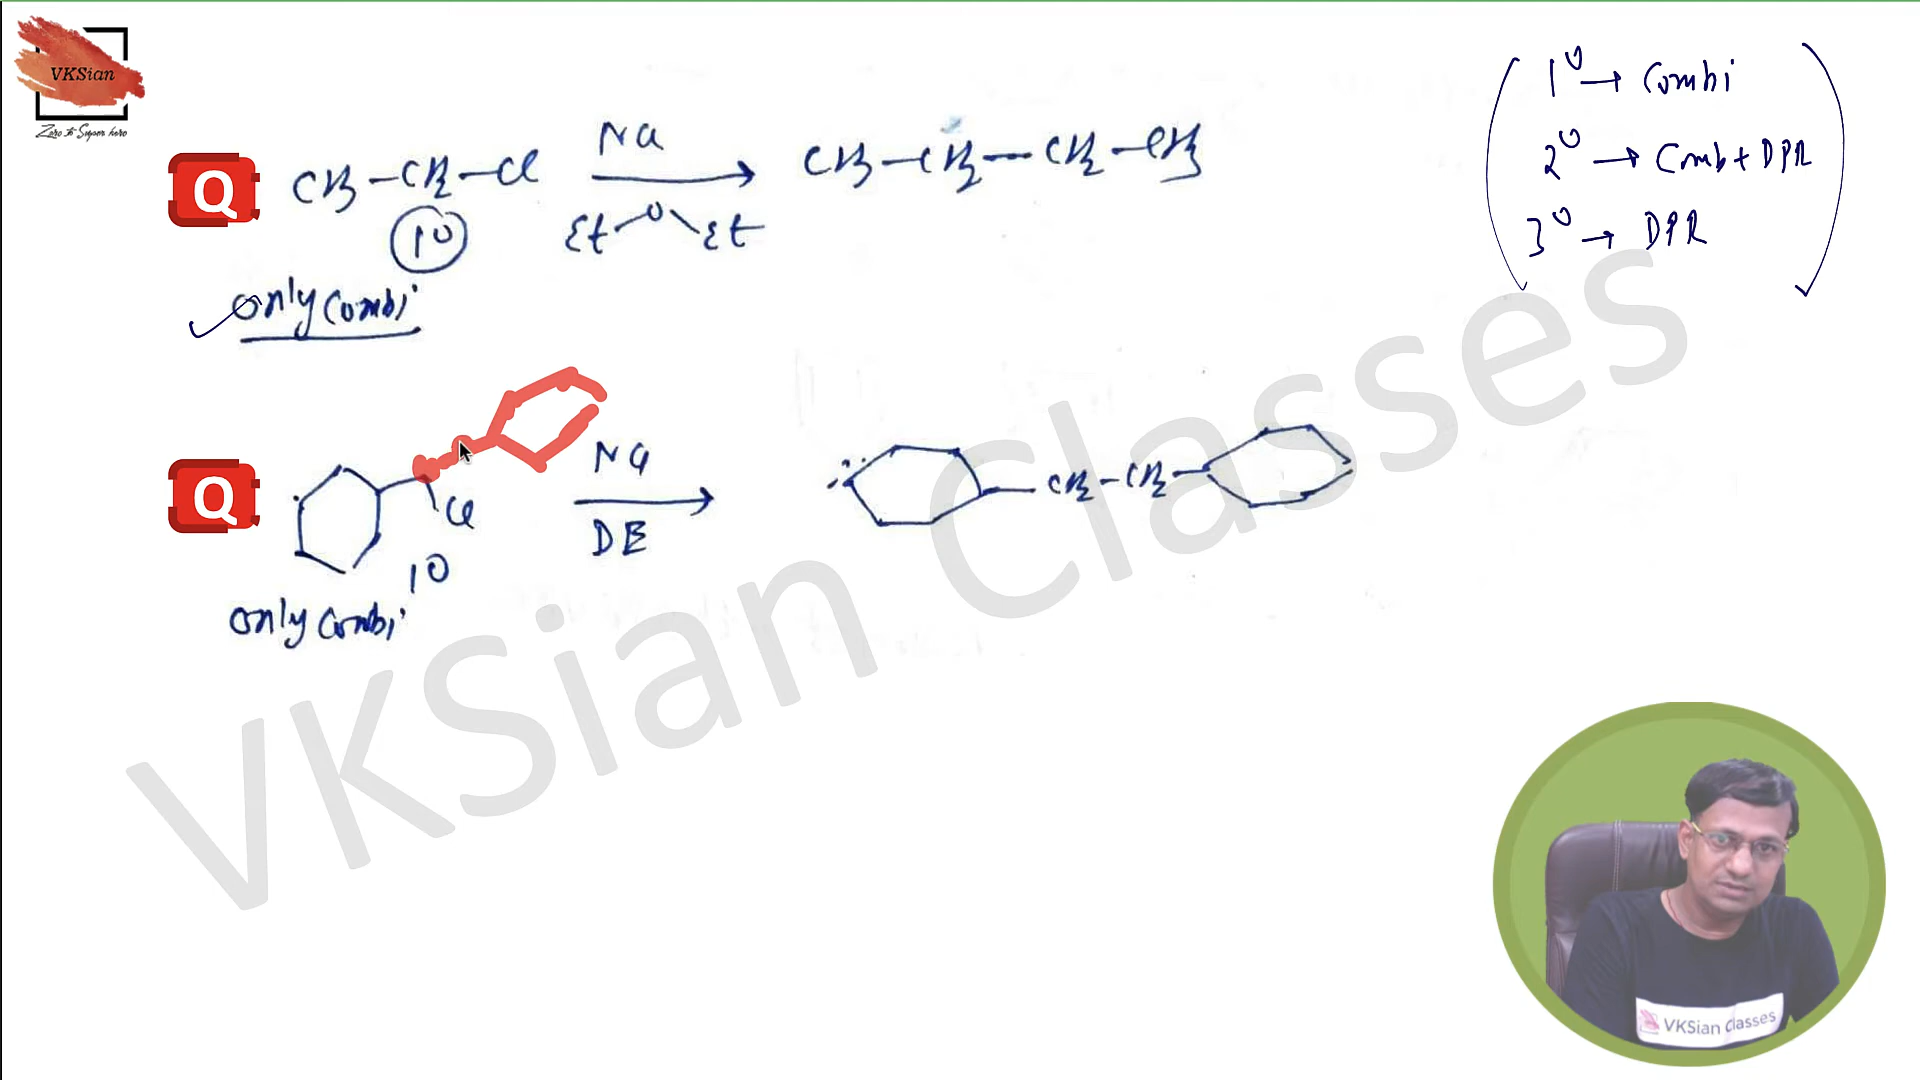 VKSian
Zero to Super hero
1° → Combi
2° → Comb + DPR
3° → DPR
Q CH3-CH2-Cl Na CH3-CH2-CH2-CH3
1° Et O Et
only Combi
Q Cl Na CH2-CH2
DE
1°
only Combi
VKSian Classes
VKSian Classes